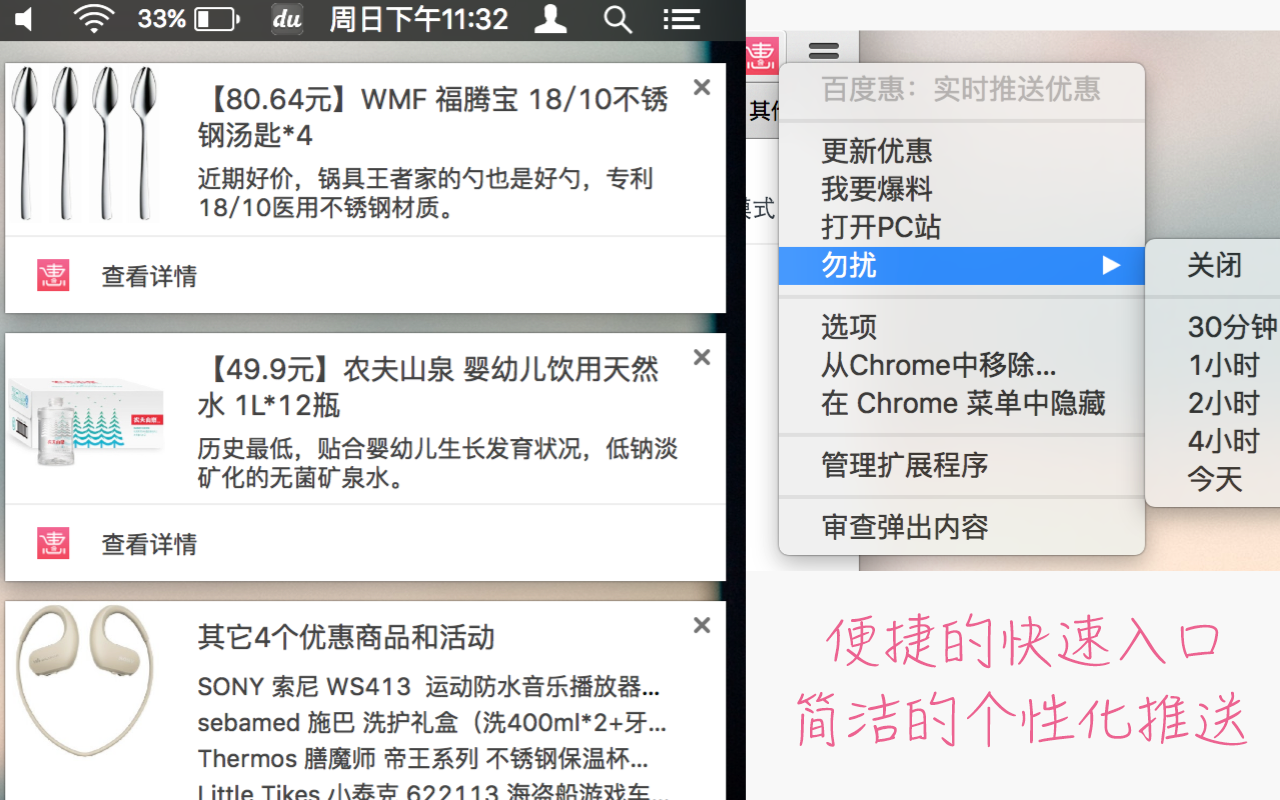 33% du 周日下午11:32
【80.64元】WMF 福腾宝 18/10不锈
钢汤匙*4
近期好价，锅具王者家的勺也是好勺，专利
18/10医用不锈钢材质。
惠 查看详情
【49.9元】农夫山泉 婴幼儿饮用天然
水 1L*12瓶
历史最低，贴合婴幼儿生长发育状况，低钠淡
矿化的无菌矿泉水。
惠 查看详情
其它4个优惠商品和活动
SONY 索尼 WS413 运动防水音乐播放器...
sebamed 施巴 洗护礼盒（洗400ml*2+牙...
Thermos 膳魔师 帝王系列 不锈钢保温杯...
Little Tikes 小泰克 622113 海盗船游戏车...
惠
其他
模式
百度惠：实时推送优惠
更新优惠
我要爆料
打开PC站
勿扰
选项
从Chrome中移除...
在 Chrome 菜单中隐藏
管理扩展程序
审查弹出内容
关闭
30分钟
1小时
2小时
4小时
今天
便捷的快速入口
简洁的个性化推送